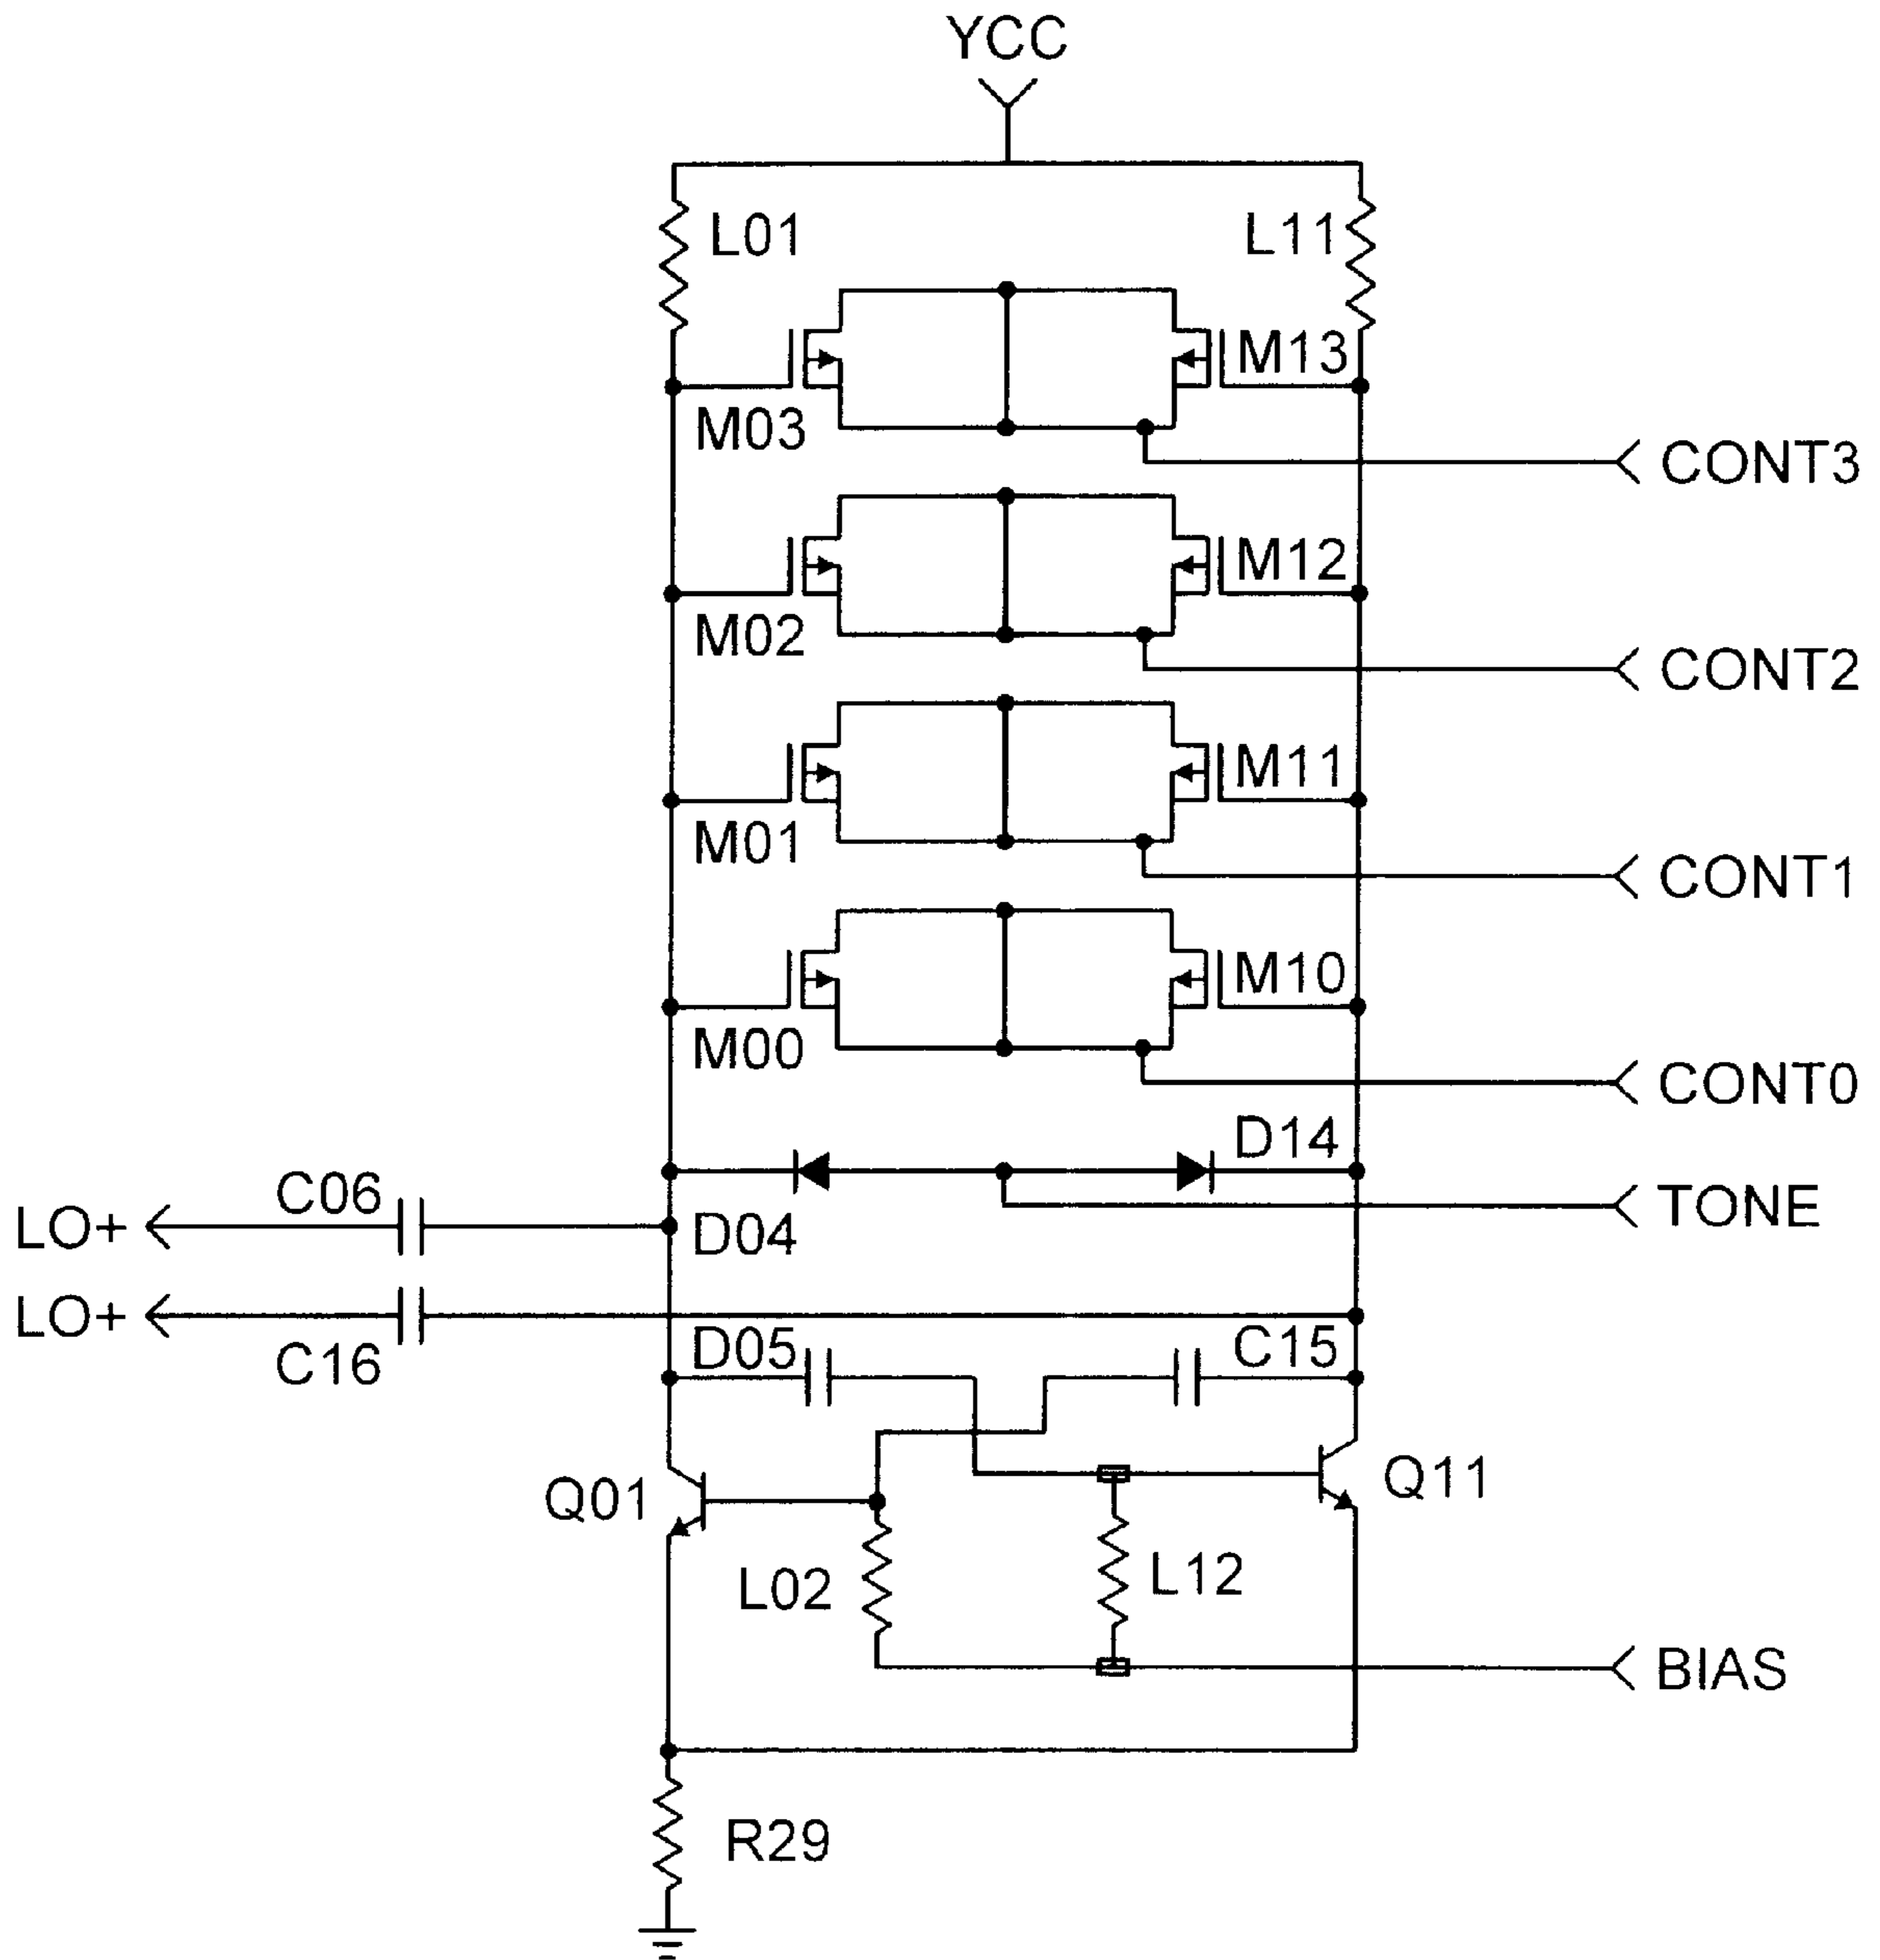 YCC
L01
L11
M13
M03
CONT3
M12
M02
CONT2
M11
M01
CONT1
M10
M00
CONT0
D14
C06
TONE
LO+
D04
LO+
D05
C15
C16
Q01
Q11
L02
L12
BIAS
R29